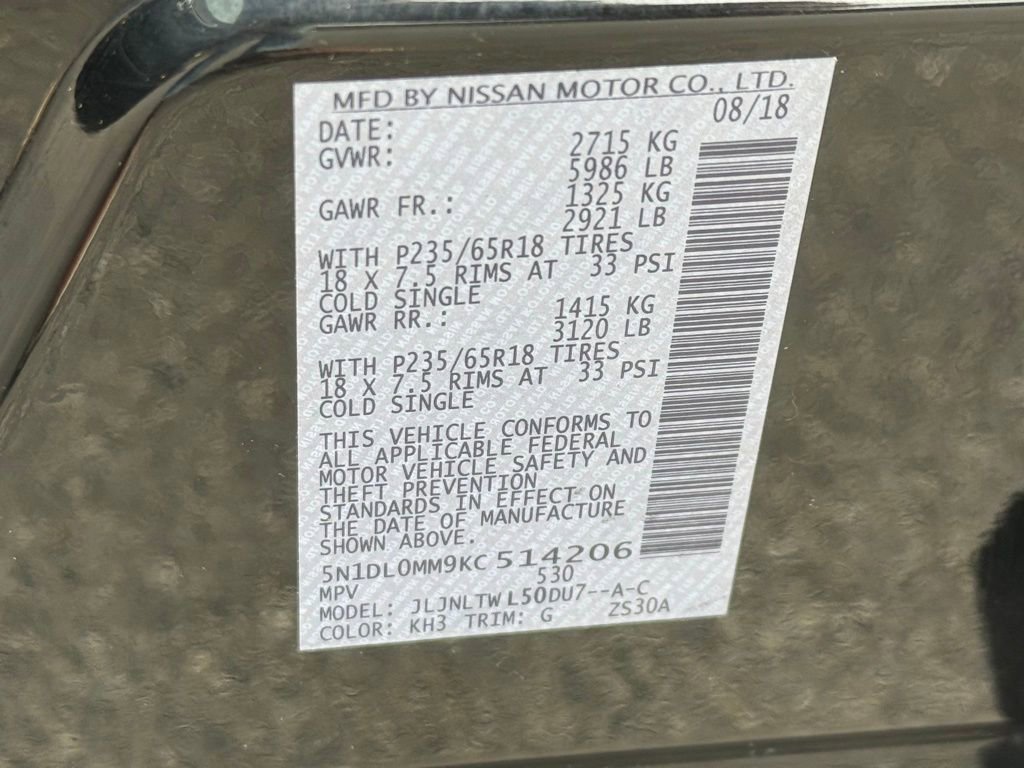 MFD BY NISSAN MOTOR CO., LTD.
DATE: 08/18
GVWR: 2715 KG
5986 LB
GAWR FR.: 1325 KG
2921 LB
WITH P235/65R18 TIRES
18 X 7.5 RIMS AT 33 PSI
COLD SINGLE
GAWR RR.: 1415 KG
3120 LB
WITH P235/65R18 TIRES
18 X 7.5 RIMS AT 33 PSI
COLD SINGLE
THIS VEHICLE CONFORMS TO
ALL APPLICABLE FEDERAL
MOTOR VEHICLE SAFETY AND
THEFT PREVENTION
STANDARDS IN EFFECT ON
THE DATE OF MANUFACTURE
SHOWN ABOVE.
5N1DL0MM9KC 514206
MPV 530
MODEL: JLJNLTW L50DU7--A-C
COLOR: KH3 TRIM: G ZS30A